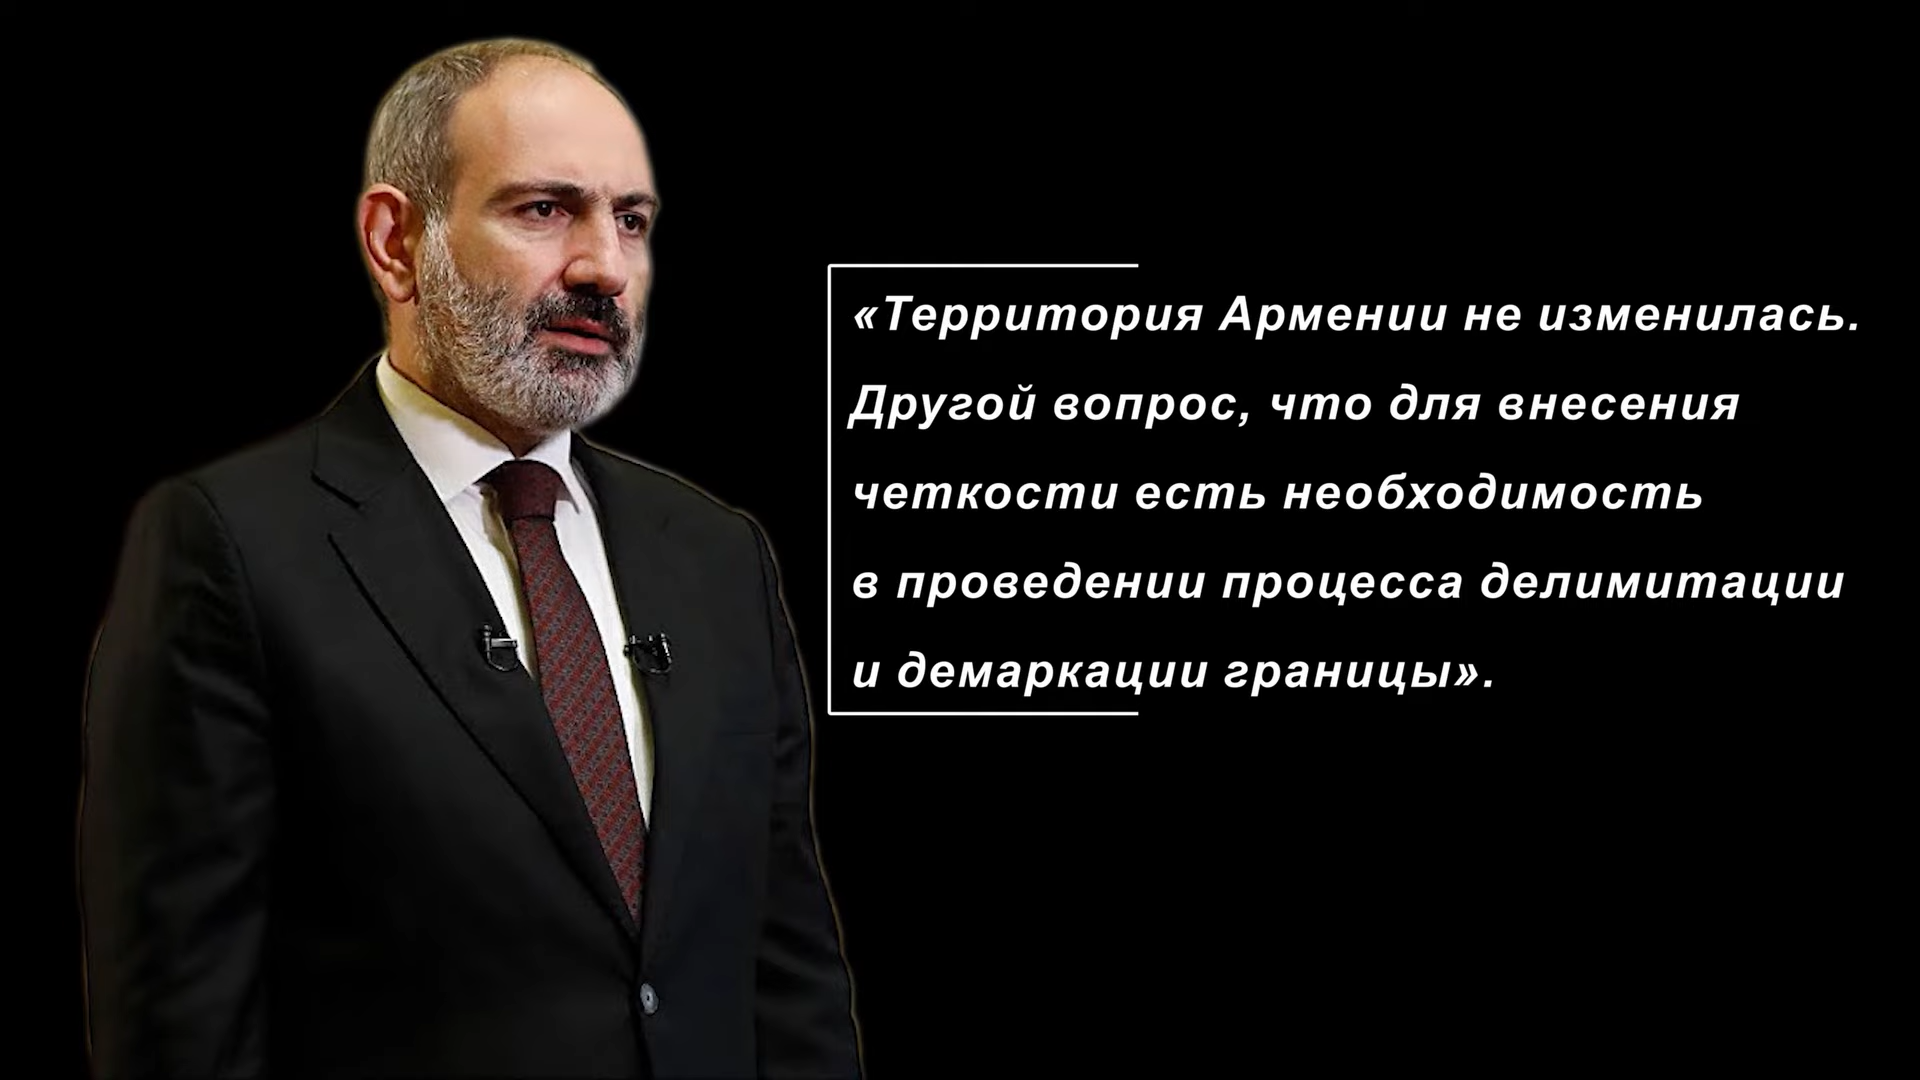 «Территория Армении не изменилась.
Другой вопрос, что для внесения
четкости есть необходимость
в проведении процесса делимитации
и демаркации границы».